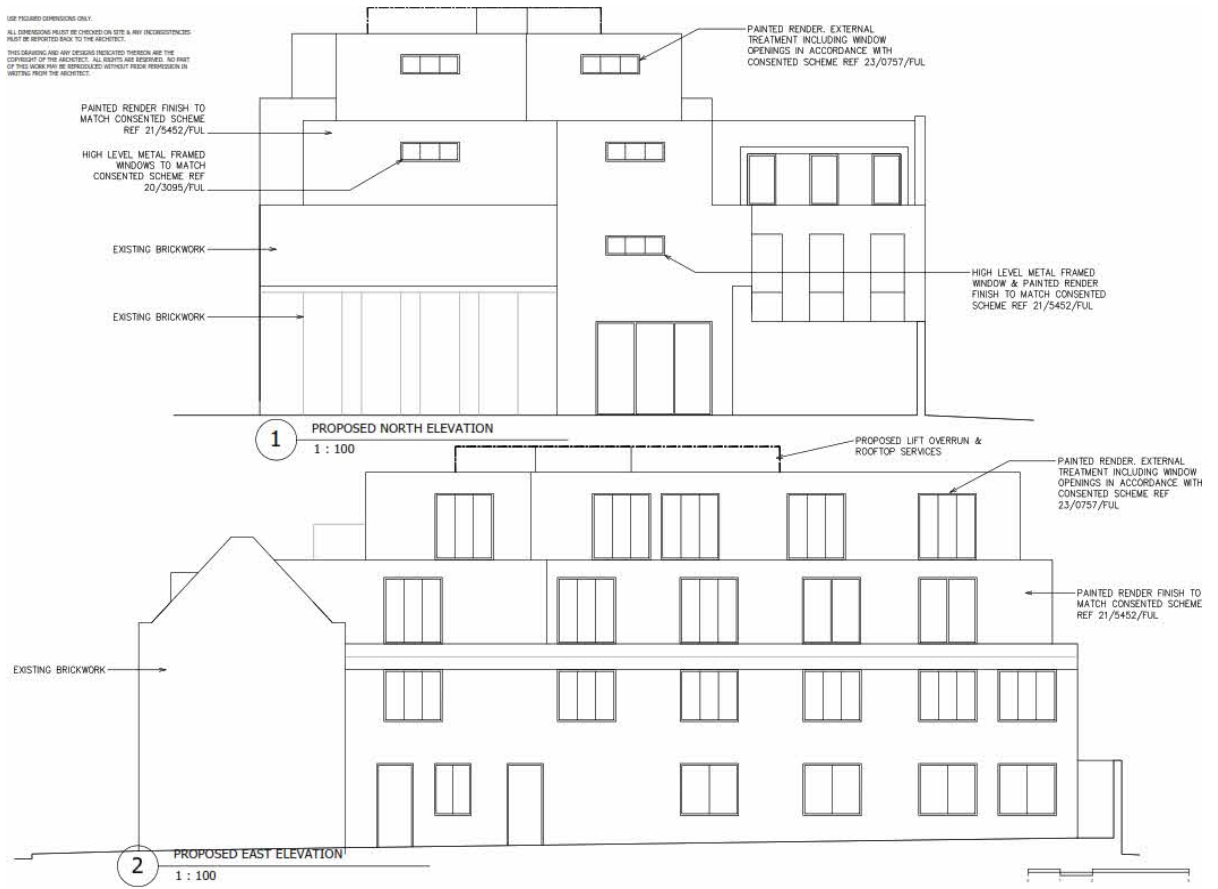 USE FIGURED DIMENSIONS ONLY.
ALL DIMENSIONS MUST BE CHECKED ON SITE & ANY INCONSISTENCIES
MUST BE REPORTED BACK TO THE ARCHITECT.
THIS DRAWING AND ANY DESIGNS INDICATED THEREON ARE THE
COPYRIGHT OF THE ARCHITECT. ALL RIGHTS ARE RESERVED. NO PART
OF THIS WORK MAY BE REPRODUCED WITHOUT PRIOR PERMISSION IN
WRITING FROM THE ARCHITECT.
PAINTED RENDER. EXTERNAL
TREATMENT INCLUDING WINDOW
OPENINGS IN ACCORDANCE WITH
CONSENTED SCHEME REF 23/0757/FUL
PAINTED RENDER FINISH TO
MATCH CONSENTED SCHEME
REF 21/5452/FUL
HIGH LEVEL METAL FRAMED
WINDOWS TO MATCH
CONSENTED SCHEME REF
20/3095/FUL
EXISTING BRICKWORK
HIGH LEVEL METAL FRAMED
WINDOW & PAINTED RENDER
FINISH TO MATCH CONSENTED
SCHEME REF 21/5452/FUL
EXISTING BRICKWORK
1
PROPOSED NORTH ELEVATION
1 : 100
PROPOSED LIFT OVERRUN &
ROOFTOP SERVICES
PAINTED RENDER. EXTERNAL
TREATMENT INCLUDING WINDOW
OPENINGS IN ACCORDANCE WITH
CONSENTED SCHEME REF
23/0757/FUL
PAINTED RENDER FINISH TO
MATCH CONSENTED SCHEME
REF 21/5452/FUL
EXISTING BRICKWORK
2
PROPOSED EAST ELEVATION
1 : 100